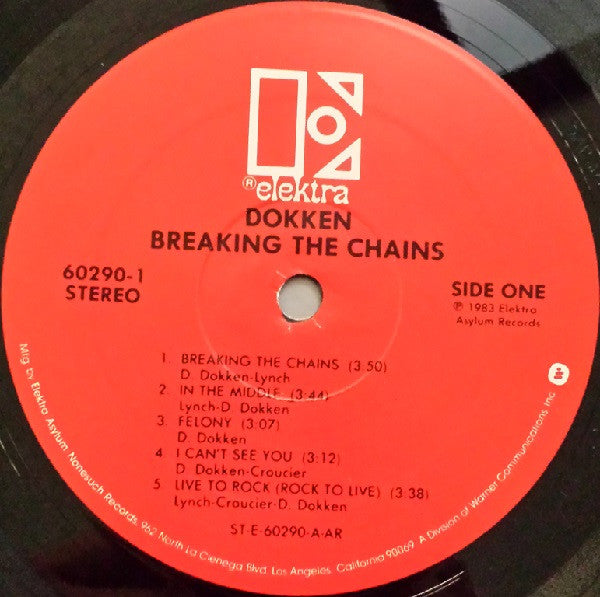 ® elektra
DOKKEN
BREAKING THE CHAINS
60290-1
STEREO
SIDE ONE
℗ 1983 Elektra
Asylum Records
1. BREAKING THE CHAINS (3:50)
D. Dokken-Lynch
2. IN THE MIDDLE (3:44)
Lynch-D. Dokken
3. FELONY (3:07)
D. Dokken
4 I CAN'T SEE YOU (3:12)
D. Dokken-Croucier
5 LIVE TO ROCK (ROCK TO LIVE) (3:38)
Lynch-Croucier-D. Dokken
ST-E-60290-A-AR
Mfg by Elektra Asylum Nonesuch Records, 962 North La Cienega Blvd. Los Angeles. California 90069. A Division of Warner Communications, Inc